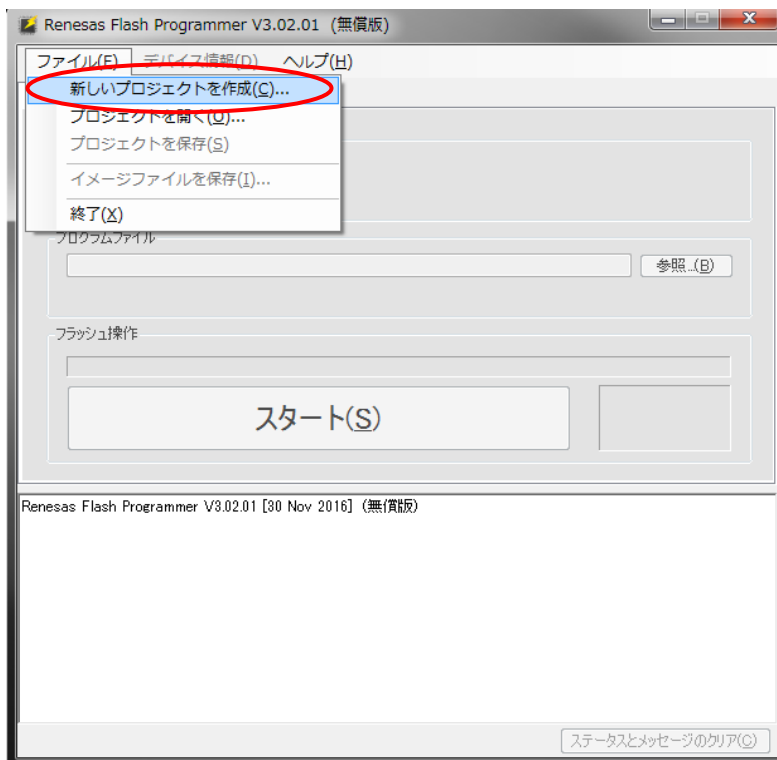 Renesas Flash Programmer V3.02.01 (無償版)
ファイル(F) デバイス情報(D) ヘルプ(H)
新しいプロジェクトを作成(C)...
プロジェクトを開く(O)...
プロジェクトを保存(S)
イメージファイルを保存(I)...
終了(X)
プログラムファイル
参照...(B)
フラッシュ操作
スタート(S)
Renesas Flash Programmer V3.02.01 [30 Nov 2016] (無償版)
ステータスとメッセージのクリア(C)